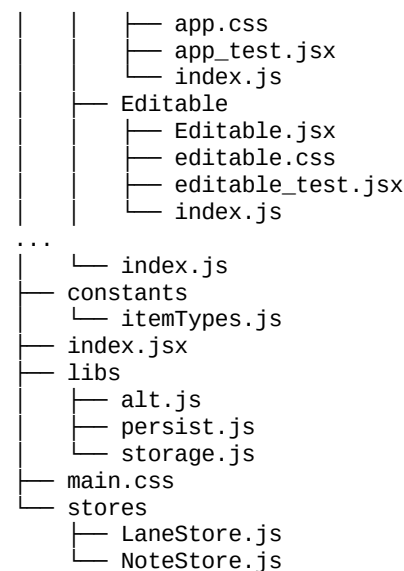 │   │   ├── app.css
│   │   ├── app_test.jsx
│   │   └── index.js
│   ├── Editable
│   │   ├── Editable.jsx
│   │   ├── editable.css
│   │   ├── editable_test.jsx
│   │   └── index.js
...
│   └── index.js
├── constants
│   └── itemTypes.js
├── index.jsx
├── libs
│   ├── alt.js
│   ├── persist.js
│   └── storage.js
├── main.css
└── stores
    ├── LaneStore.js
    └── NoteStore.js